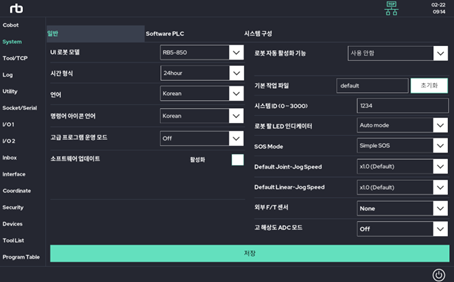 rb
02-22
09:14
Cobot
System
Tool/TCP
Log
Utility
Socket/Serial
I/O 1
I/O 2
Inbox
Interface
Coordinate
Security
Devices
Tool List
Program Table
일반
Software PLC
시스템 구성
UI 로봇 모델
RB5-850
시간 형식
24hour
언어
Korean
명령어 아이콘 언어
Korean
고급 프로그램 운영 모드
Off
소프트웨어 업데이트
활성화
로봇 자동 활성화 기능
사용 안함
기본 작업 파일
default
초기화
시스템 ID (0 ~ 3000)
1234
로봇 팔 LED 인디케이터
Auto mode
SOS Mode
Simple SOS
Default Joint-Jog Speed
x1.0 (Default)
Default Linear-Jog Speed
x1.0 (Default)
외부 F/T 센서
None
고 해상도 ADC 모드
Off
저장